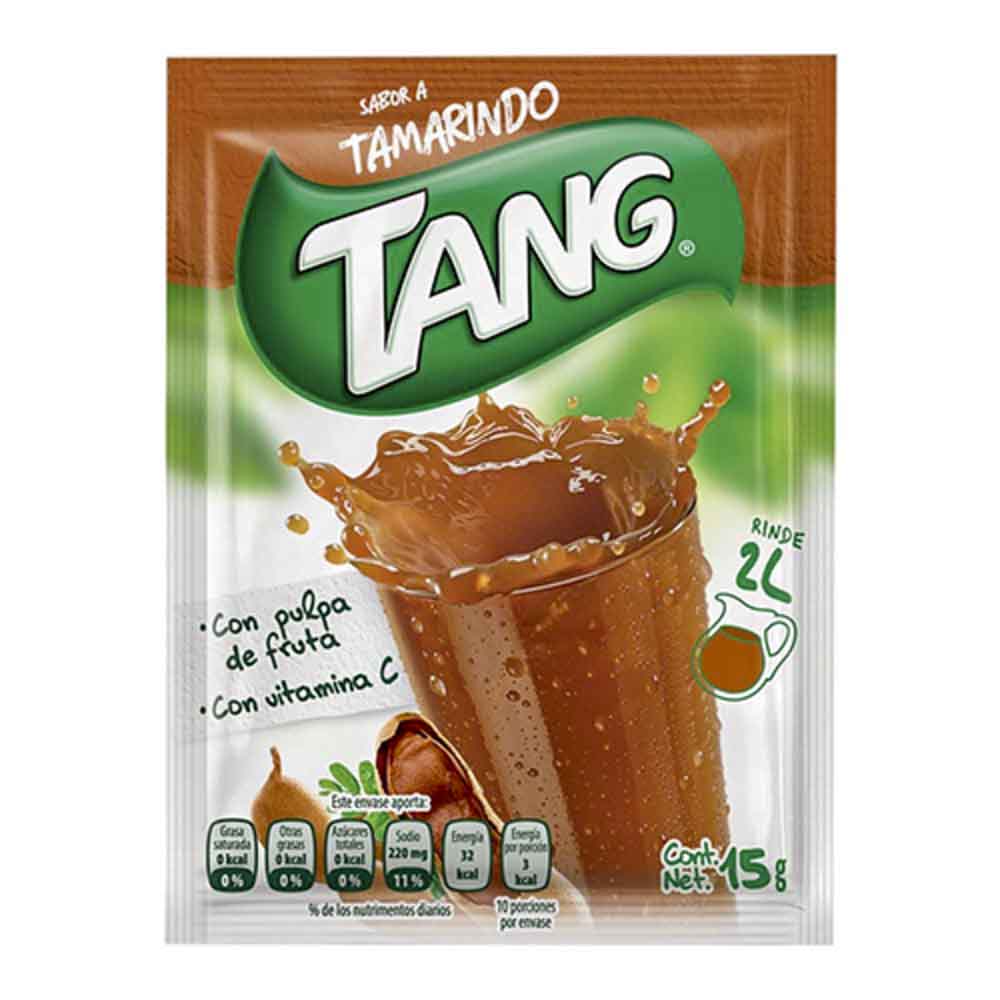 SABOR A
TAMARINDO
TANG®
RINDE
2L
• Con pulpa
de fruta
• Con vitamina C
Este envase aporta:
Grasa
saturada
0 kcal
0 %
Otras
grasas
0 kcal
0 %
Azúcares
totales
0 kcal
0 %
Sodio
220 mg
11 %
Energía
32
kcal
Energía
por porción
3
kcal
% de los nutrimentos diarios
10 porciones
por envase
Cont.
Net. 15g